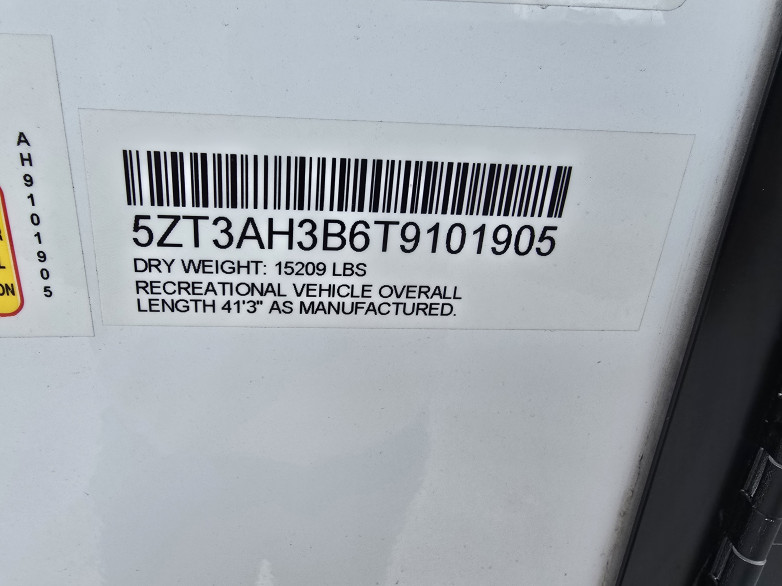 AH9101905
5ZT3AH3B6T9101905
DRY WEIGHT: 15209 LBS
RECREATIONAL VEHICLE OVERALL
LENGTH 41'3" AS MANUFACTURED.